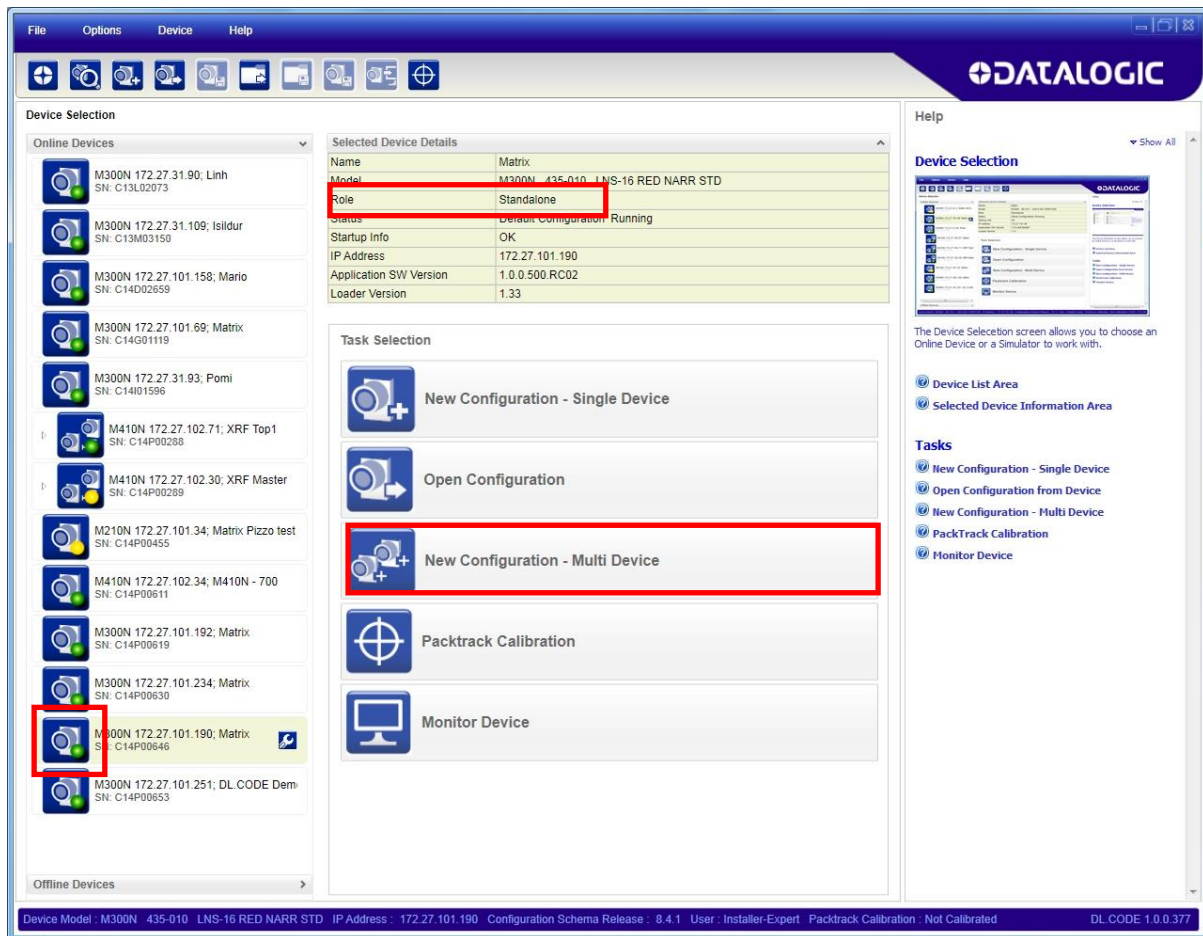 File Options Device Help
DATALOGIC
Device Selection
Online Devices
M300N 172.27.31.90; Linh
SN: C13L02073
M300N 172.27.31.109; Isildur
SN: C13M03150
M300N 172.27.101.158; Mario
SN: C14D02659
M300N 172.27.101.69; Matrix
SN: C14G01119
M300N 172.27.31.93; Pomi
SN: C14I01596
M410N 172.27.102.71; XRF Top1
SN: C14P00288
M410N 172.27.102.30; XRF Master
SN: C14P00289
M210N 172.27.101.34; Matrix Pizzo test
SN: C14P00455
M410N 172.27.102.34; M410N - 700
SN: C14P00611
M300N 172.27.101.192; Matrix
SN: C14P00619
M300N 172.27.101.234; Matrix
SN: C14P00630
M300N 172.27.101.190; Matrix
SN: C14P00646
M300N 172.27.101.251; DL.CODE Dem
SN: C14P00653
Offline Devices
Selected Device Details
Name Matrix
Model M300N 435-010 LNS-16 RED NARR STD
Role Standalone
Status Default Configuration Running
Startup Info OK
IP Address 172.27.101.190
Application SW Version 1.0.0.500.RC02
Loader Version 1.33
Task Selection
New Configuration - Single Device
Open Configuration
New Configuration - Multi Device
Packtrack Calibration
Monitor Device
Help
Show All
Device Selection
The Device Selecetion screen allows you to choose an
Online Device or a Simulator to work with.
Device List Area
Selected Device Information Area
Tasks
New Configuration - Single Device
Open Configuration from Device
New Configuration - Multi Device
PackTrack Calibration
Monitor Device
Device Model : M300N 435-010 LNS-16 RED NARR STD IP Address : 172.27.101.190 Configuration Schema Release : 8.4.1 User : Installer-Expert Packtrack Calibration : Not Calibrated DL.CODE 1.0.0.377